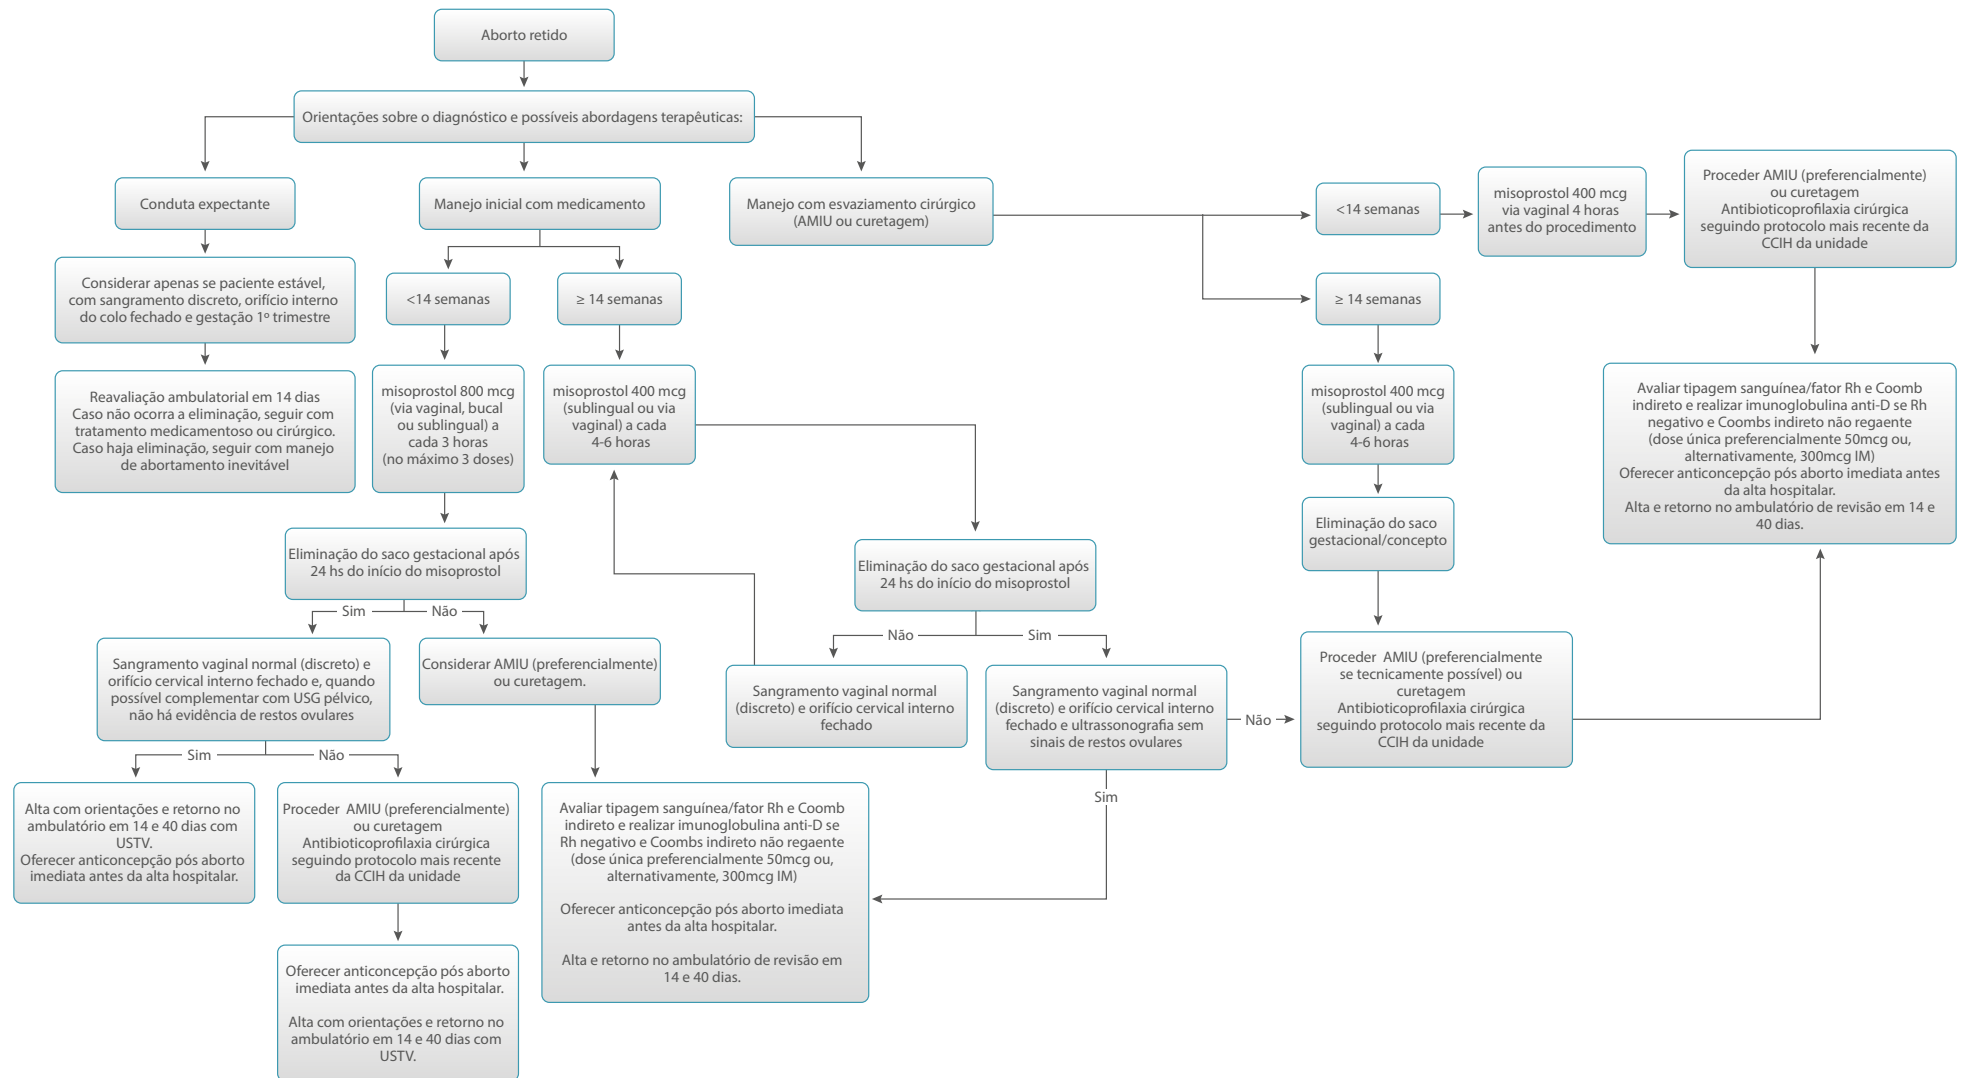 Aborto retido
Orientações sobre o diagnóstico e possíveis abordagens terapêuticas:
Conduta expectante
Considerar apenas se paciente estável,
com sangramento discreto, orifício interno
do colo fechado e gestação 1º trimestre
Reavaliação ambulatorial em 14 dias
Caso não ocorra a eliminação, seguir com
tratamento medicamentoso ou cirúrgico.
Caso haja eliminação, seguir com manejo
de abortamento inevitável
Manejo inicial com medicamento
<14 semanas
misoprostol 800 mcg
(via vaginal, bucal
ou sublingual) a
cada 3 horas
(no máximo 3 doses)
Eliminação do saco gestacional após
24 hs do início do misoprostol
Sim
Não
Sangramento vaginal normal (discreto) e
orifício cervical interno fechado e, quando
possível complementar com USG pélvico,
não há evidência de restos ovulares
Considerar AMIU (preferencialmente)
ou curetagem.
Sim
Não
Alta com orientações e retorno no
ambulatório em 14 e 40 dias com
USTV.
Oferecer anticoncepção pós aborto
imediata antes da alta hospitalar.
Proceder AMIU (preferencialmente)
ou curetagem
Antibioticoprofilaxia cirúrgica
seguindo protocolo mais recente
da CCIH da unidade
Oferecer anticoncepção pós aborto
imediata antes da alta hospitalar.
Alta com orientações e retorno no
ambulatório em 14 e 40 dias com
USTV.
≥ 14 semanas
misoprostol 400 mcg
(sublingual ou via
vaginal) a cada
4-6 horas
Eliminação do saco gestacional após
24 hs do início do misoprostol
Não
Sim
Sangramento vaginal normal
(discreto) e orifício cervical interno
fechado
Sangramento vaginal normal
(discreto) e orifício cervical interno
fechado e ultrassonografia sem
sinais de restos ovulares
Não
Sim
Avaliar tipagem sanguínea/fator Rh e Coomb
indireto e realizar imunoglobulina anti-D se
Rh negativo e Coombs indireto não regaente
(dose única preferencialmente 50mcg ou,
alternativamente, 300mcg IM)
Oferecer anticoncepção pós aborto imediata
antes da alta hospitalar.
Alta e retorno no ambulatório de revisão em
14 e 40 dias.
Manejo com esvaziamento cirúrgico
(AMIU ou curetagem)
<14 semanas
misoprostol 400 mcg
via vaginal 4 horas
antes do procedimento
Proceder AMIU (preferencialmente)
ou curetagem
Antibioticoprofilaxia cirúrgica
seguindo protocolo mais recente da
CCIH da unidade
≥ 14 semanas
misoprostol 400 mcg
(sublingual ou via
vaginal) a cada
4-6 horas
Eliminação do saco
gestacional/concepto
Proceder AMIU (preferencialmente
se tecnicamente possível) ou
curetagem
Antibioticoprofilaxia cirúrgica
seguindo protocolo mais recente da
CCIH da unidade
Avaliar tipagem sanguínea/fator Rh e Coomb
indireto e realizar imunoglobulina anti-D se Rh
negativo e Coombs indireto não regaente
(dose única preferencialmente 50mcg ou,
alternativamente, 300mcg IM)
Oferecer anticoncepção pós aborto imediata antes
da alta hospitalar.
Alta e retorno no ambulatório de revisão em 14 e
40 dias.